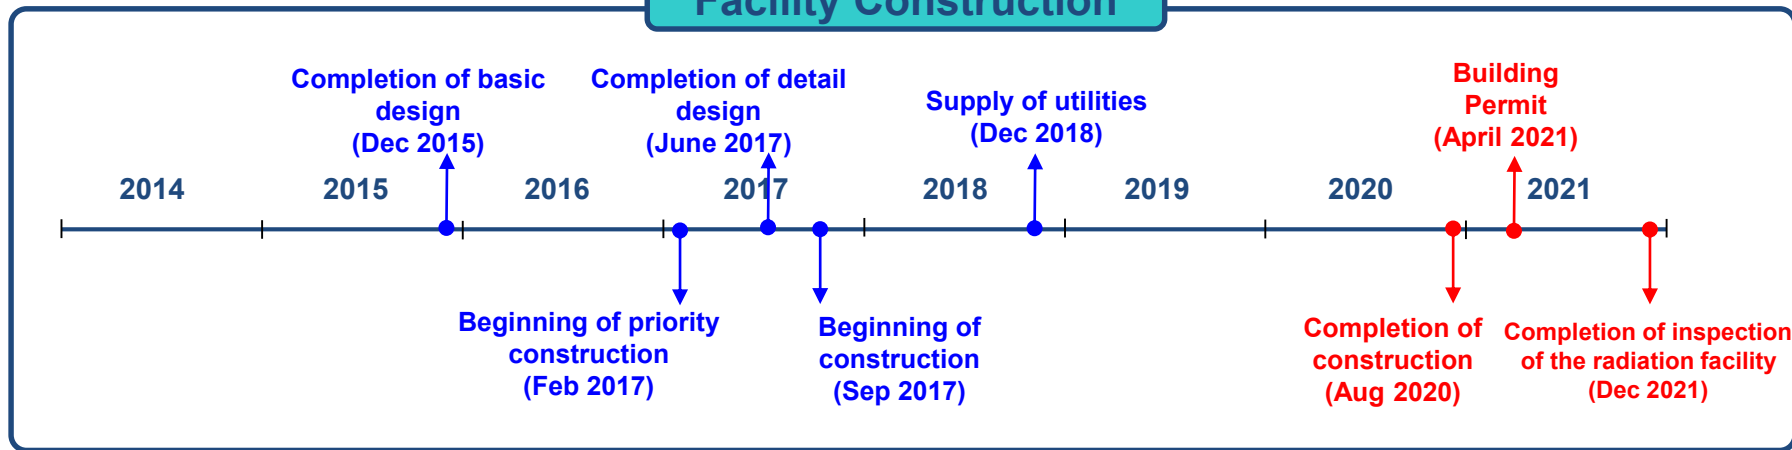 Facility Construction
Completion of basic
design
(Dec 2015)
Completion of detail
design
(June 2017)
Supply of utilities
(Dec 2018)
Building
Permit
(April 2021)
2014
2015
2016
2017
2018
2019
2020
2021
Beginning of priority
construction
(Feb 2017)
Beginning of
construction
(Sep 2017)
Completion of
construction
(Aug 2020)
Completion of inspection
of the radiation facility
(Dec 2021)